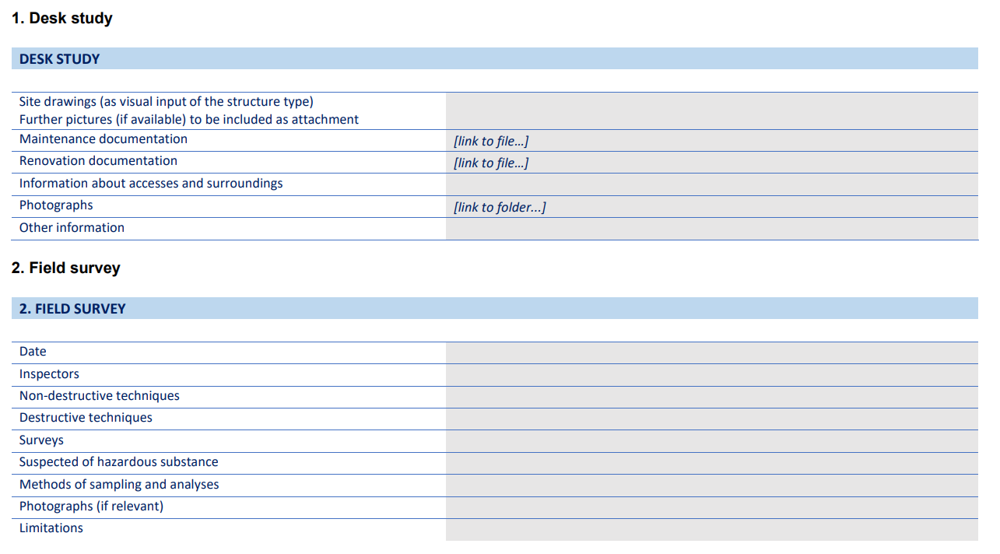 1. Desk study
DESK STUDY
Site drawings (as visual input of the structure type)
Further pictures (if available) to be included as attachment
Maintenance documentation [link to file...]
Renovation documentation [link to file...]
Information about accesses and surroundings
Photographs [link to folder...]
Other information
2. Field survey
2. FIELD SURVEY
Date
Inspectors
Non-destructive techniques
Destructive techniques
Surveys
Suspected of hazardous substance
Methods of sampling and analyses
Photographs (if relevant)
Limitations